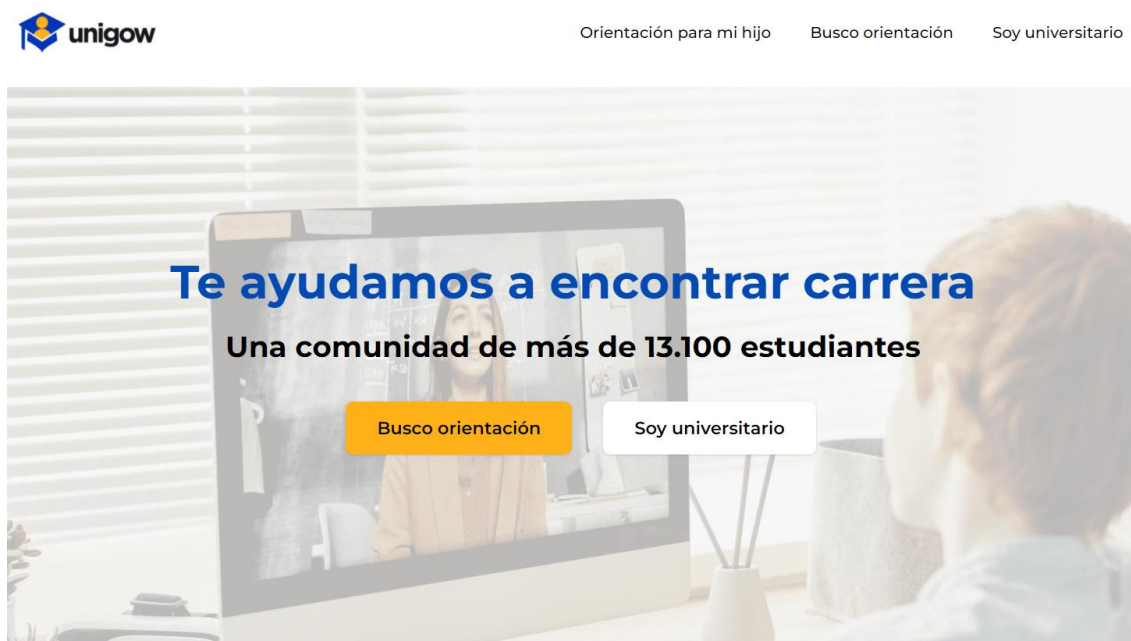 unigow
Orientación para mi hijo
Busco orientación
Soy universitario
Te ayudamos a encontrar carrera
Una comunidad de más de 13.100 estudiantes
Busco orientación
Soy universitario